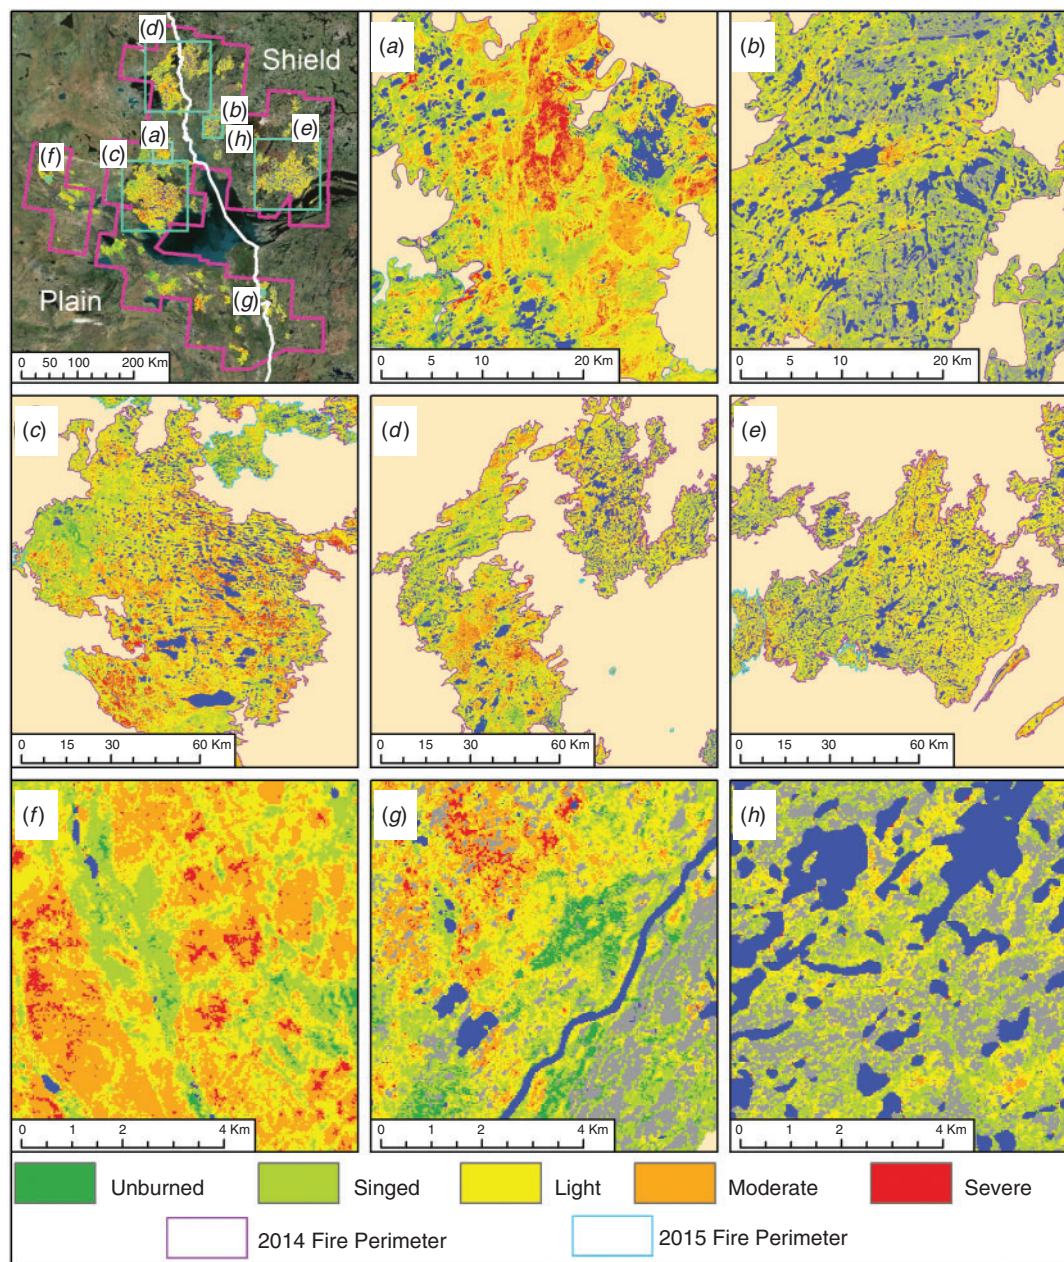 (d)
Shield
(b)
(a)
(h)
(e)
(f)
(c)
(g)
Plain
0 50 100 200 Km
(a)
0 5 10 20 Km
(b)
0 5 10 20 Km
(c)
0 15 30 60 Km
(d)
0 15 30 60 Km
(e)
0 15 30 60 Km
(f)
0 1 2 4 Km
(g)
0 1 2 4 Km
(h)
0 1 2 4 Km
Unburned Singed Light Moderate Severe
2014 Fire Perimeter 2015 Fire Perimeter